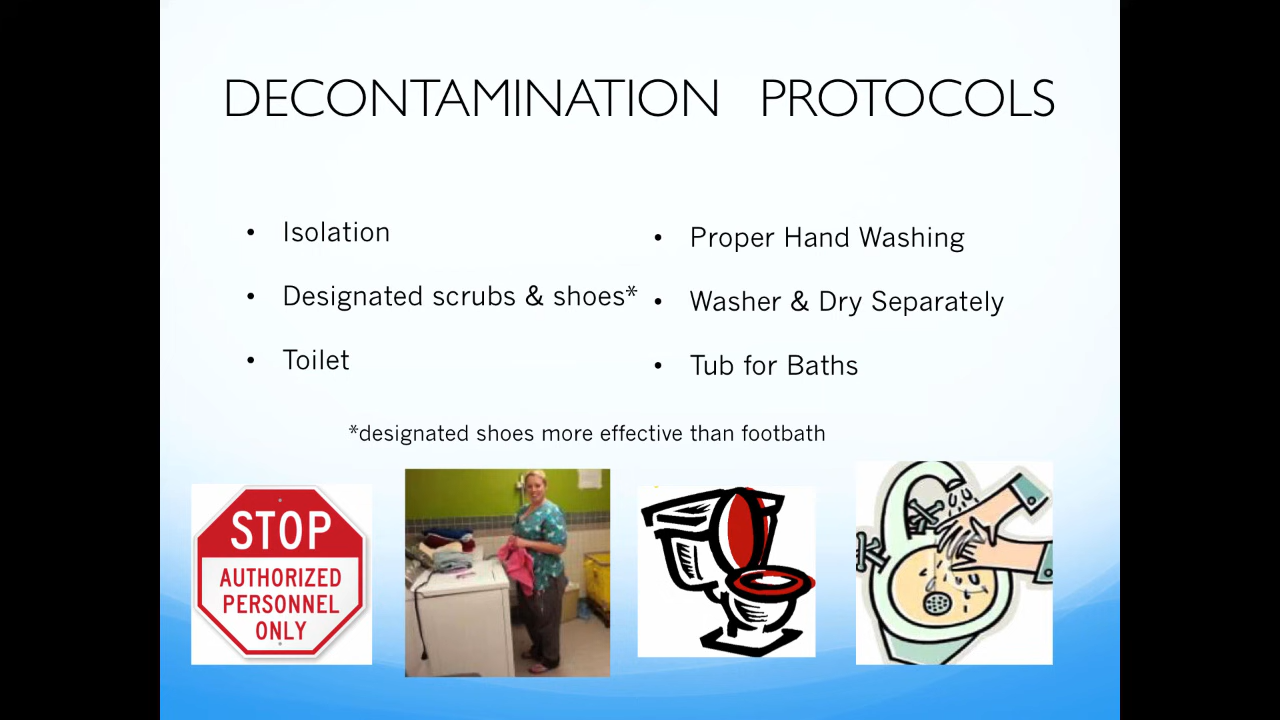 DECONTAMINATION PROTOCOLS
• Isolation
• Designated scrubs & shoes*
• Toilet
• Proper Hand Washing
• Washer & Dry Separately
• Tub for Baths
*designated shoes more effective than footbath
STOP
AUTHORIZED
PERSONNEL
ONLY